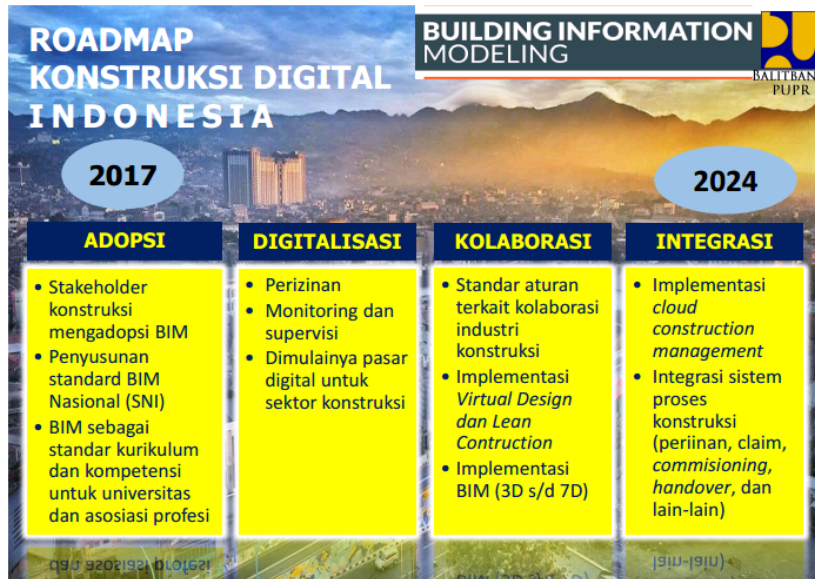 ROADMAP
KONSTRUKSI DIGITAL
INDONESIA
BUILDING INFORMATION
MODELING
BALITBAN
PUPR
2017
2024
ADOPSI
• Stakeholder
konstruksi
mengadopsi BIM
• Penyusunan
standard BIM
Nasional (SNI)
• BIM sebagai
standar kurikulum
dan kompetensi
untuk universitas
dan asosiasi profesi
DIGITALISASI
• Perizinan
• Monitoring dan
supervisi
• Dimulainya pasar
digital untuk
sektor konstruksi
KOLABORASI
• Standar aturan
terkait kolaborasi
industri
konstruksi
• Implementasi
Virtual Design
dan Lean
Contruction
• Implementasi
BIM (3D s/d 7D)
INTEGRASI
• Implementasi
cloud
construction
management
• Integrasi sistem
proses
konstruksi
(periinan, claim,
commisioning,
handover, dan
lain-lain)